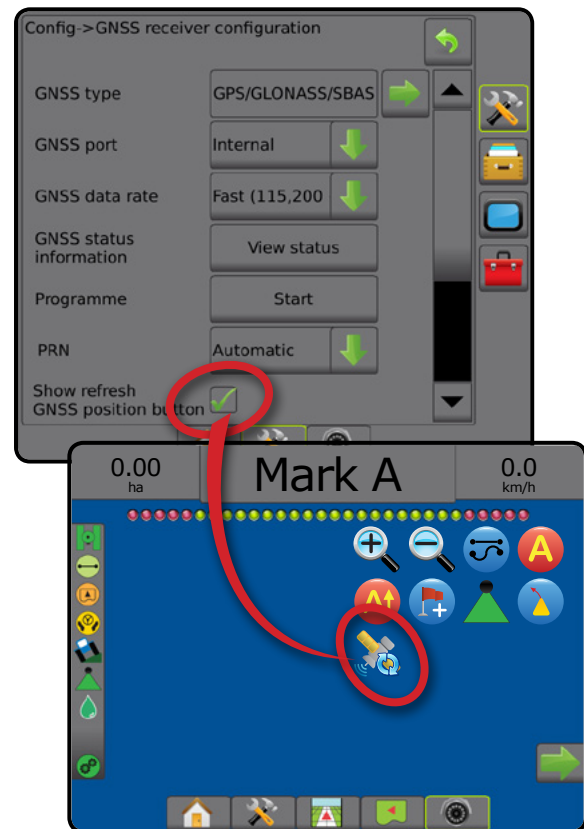 Config->GNSS receiver configuration
GNSS type GPS/GLONASS/SBAS
GNSS port Internal
GNSS data rate Fast (115,200
GNSS status
information
View status
Programme Start
PRN Automatic
Show refresh
GNSS position button
0.00
ha
Mark A
0.0
km/h
A
A